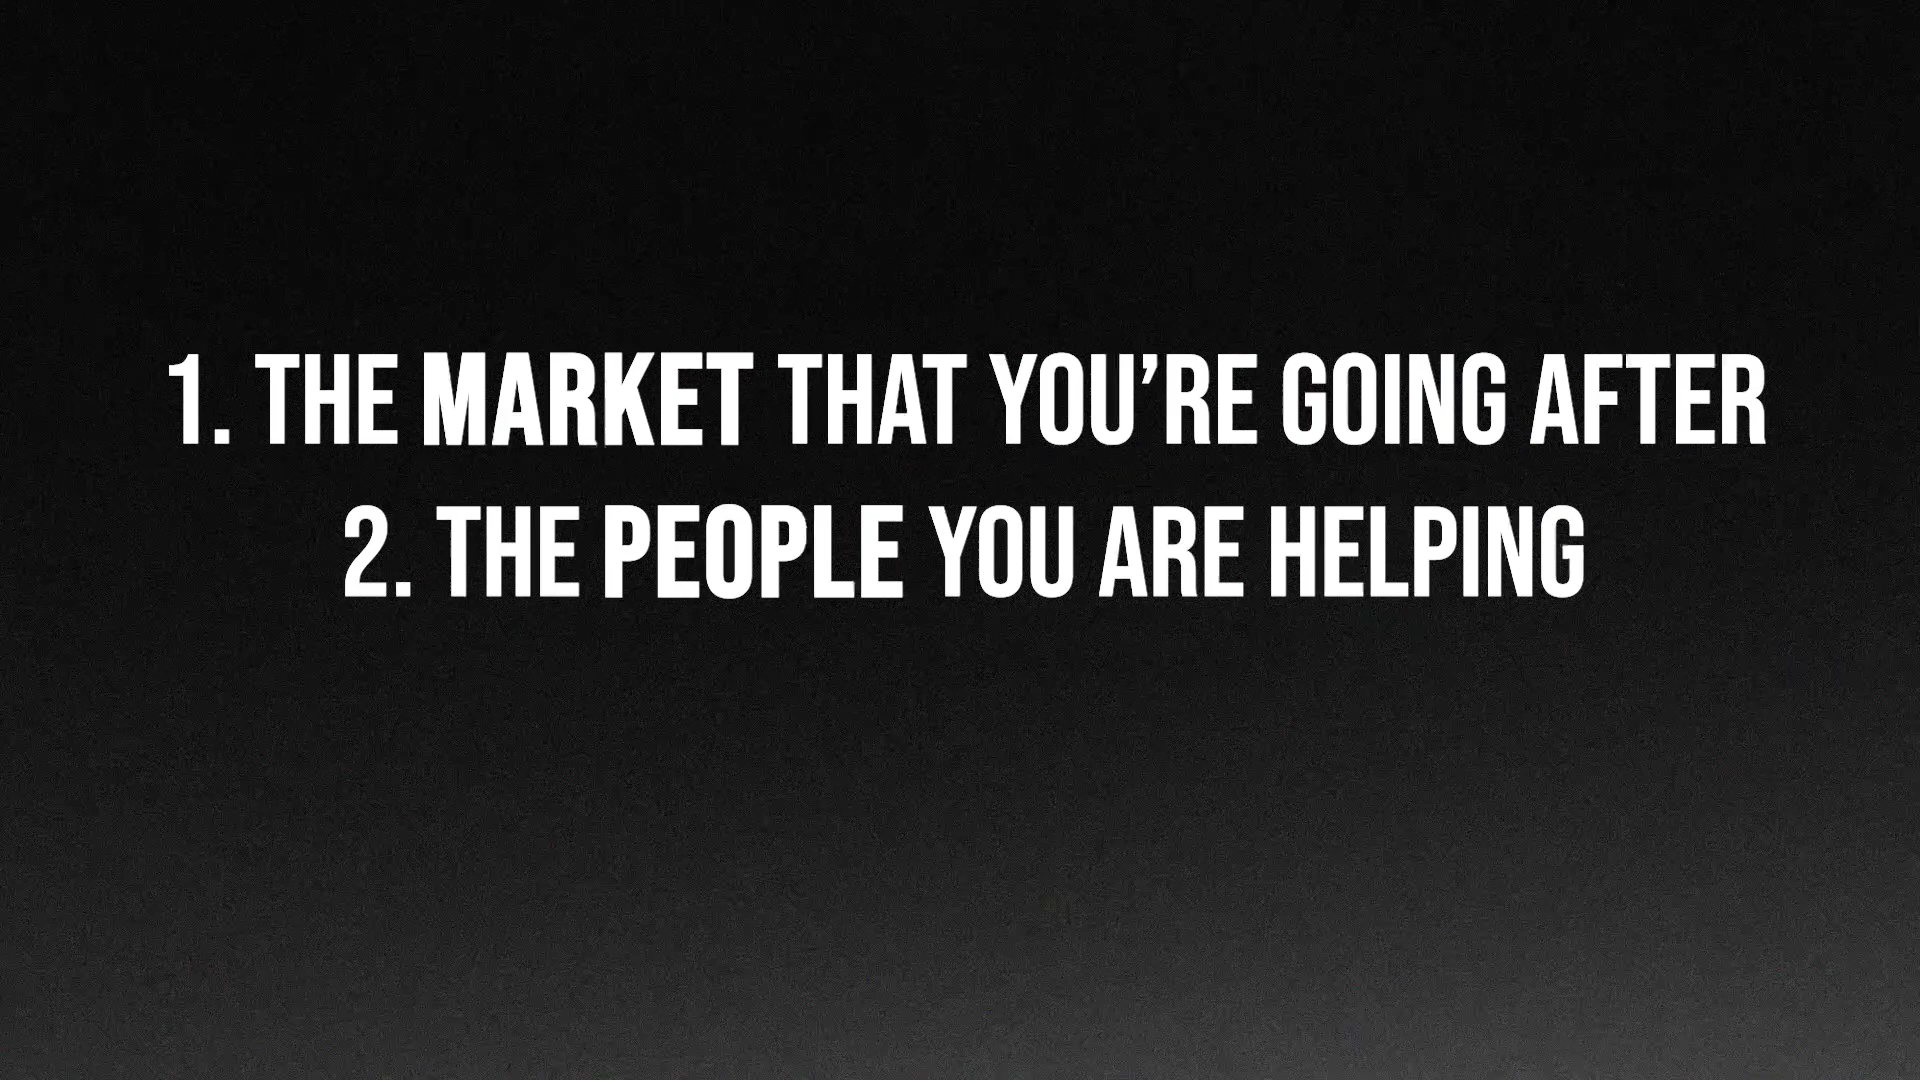 1. THE MARKET THAT YOU’RE GOING AFTER
2. THE PEOPLE YOU ARE HELPING